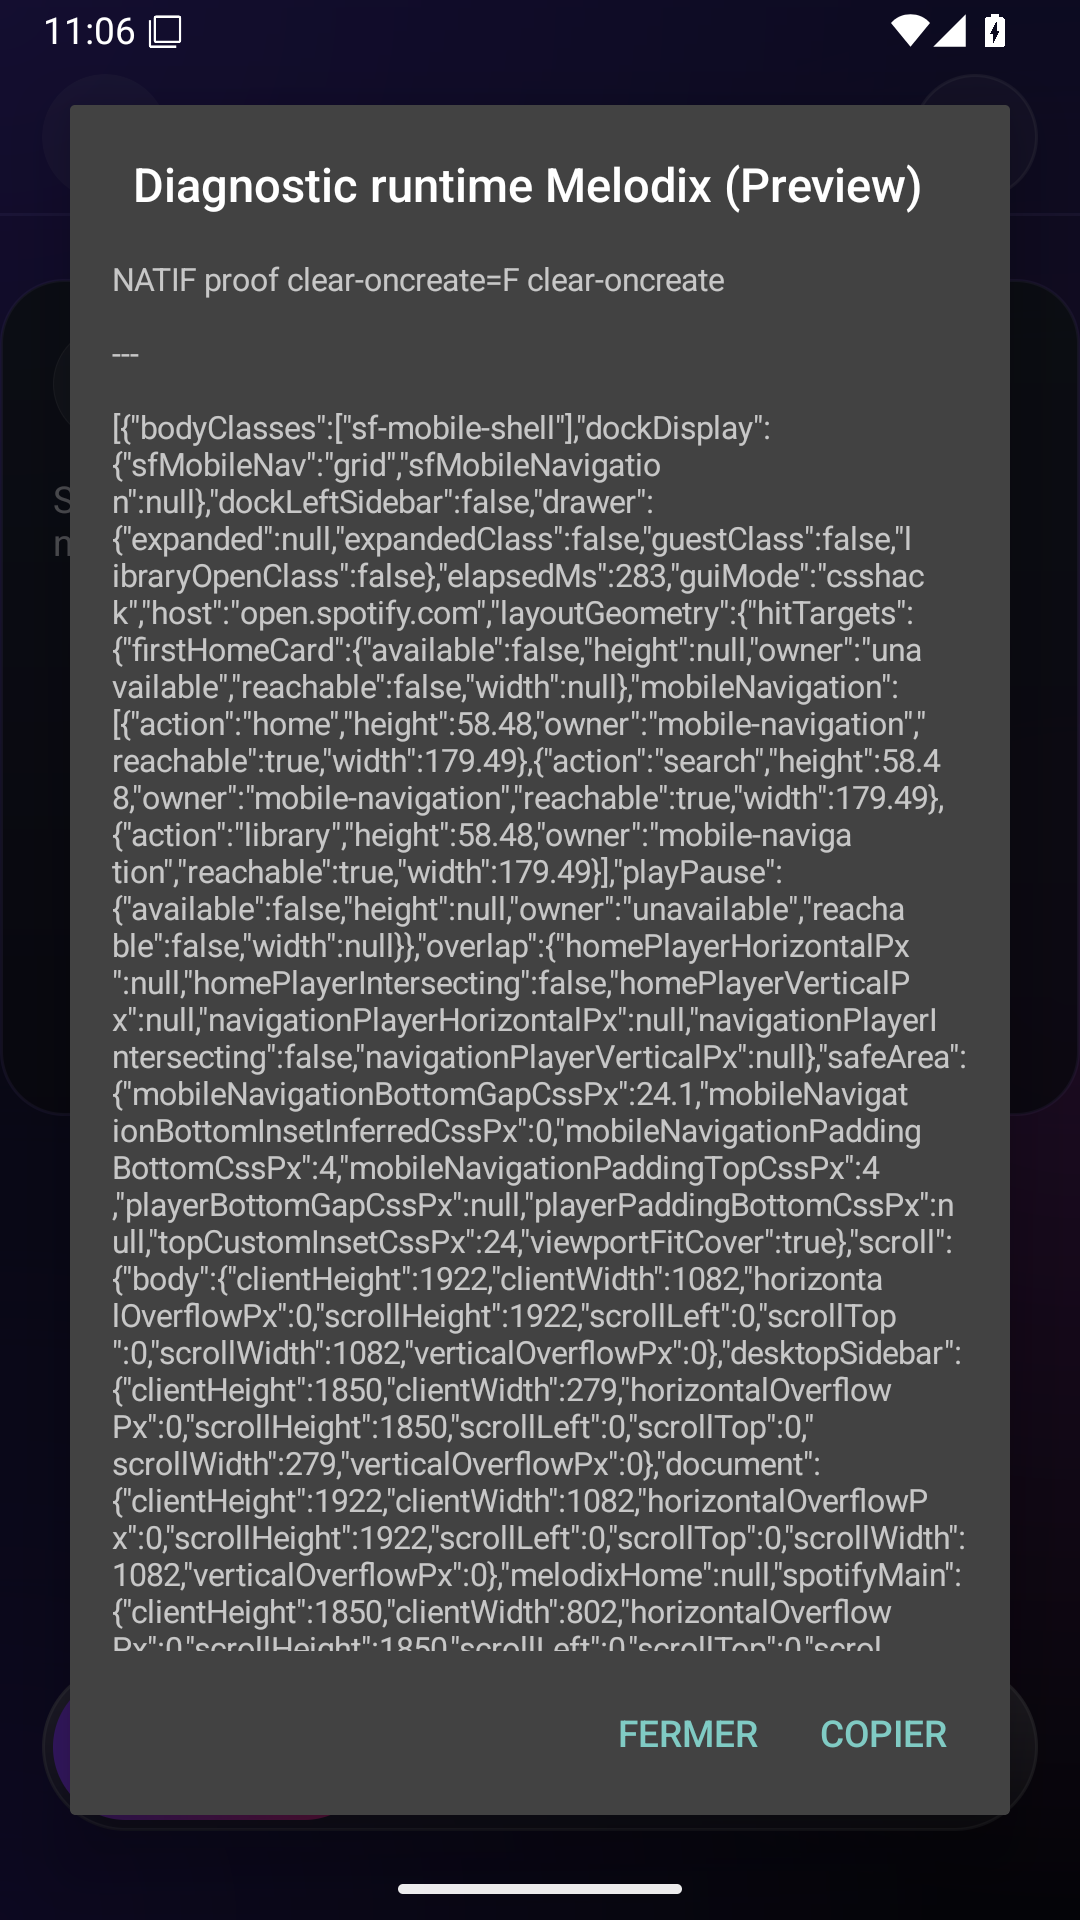 11:06
Diagnostic runtime Melodix (Preview)
NATIF proof clear-oncreate=F clear-oncreate
---
[{"bodyClasses":["sf-mobile-shell"],"dockDisplay":
{"sfMobileNav":"grid","sfMobileNavigatio
n":null},"dockLeftSidebar":false,"drawer":
{"expanded":null,"expandedClass":false,"guestClass":false,"l
ibraryOpenClass":false},"elapsedMs":283,"guiMode":"csshac
k","host":"open.spotify.com","layoutGeometry":{"hitTargets":
{"firstHomeCard":{"available":false,"height":null,"owner":"una
vailable","reachable":false,"width":null},"mobileNavigation":
[{"action":"home","height":58.48,"owner":"mobile-navigation","
reachable":true,"width":179.49},{"action":"search","height":58.4
8,"owner":"mobile-navigation","reachable":true,"width":179.49},
{"action":"library","height":58.48,"owner":"mobile-naviga
tion","reachable":true,"width":179.49}],"playPause":
{"available":false,"height":null,"owner":"unavailable","reacha
ble":false,"width":null}},"overlap":{"homePlayerHorizontalPx
":null,"homePlayerIntersecting":false,"homePlayerVerticalP
x":null,"navigationPlayerHorizontalPx":null,"navigationPlayerI
ntersecting":false,"navigationPlayerVerticalPx":null},"safeArea":
{"mobileNavigationBottomGapCssPx":24.1,"mobileNavigat
ionBottomInsetInferredCssPx":0,"mobileNavigationPadding
BottomCssPx":4,"mobileNavigationPaddingTopCssPx":4
,"playerBottomGapCssPx":null,"playerPaddingBottomCssPx":n
ull,"topCustomInsetCssPx":24,"viewportFitCover":true},"scroll":
{"body":{"clientHeight":1922,"clientWidth":1082,"horizonta
lOverflowPx":0,"scrollHeight":1922,"scrollLeft":0,"scrollTop
":0,"scrollWidth":1082,"verticalOverflowPx":0},"desktopSidebar":
{"clientHeight":1850,"clientWidth":279,"horizontalOverflow
Px":0,"scrollHeight":1850,"scrollLeft":0,"scrollTop":0,"
scrollWidth":279,"verticalOverflowPx":0},"document":
{"clientHeight":1922,"clientWidth":1082,"horizontalOverflowP
x":0,"scrollHeight":1922,"scrollLeft":0,"scrollTop":0,"scrollWidth":
1082,"verticalOverflowPx":0},"melodixHome":null,"spotifyMain":
{"clientHeight":1850,"clientWidth":802,"horizontalOverflow
Px":0,"scrollHeight":1850,"scrollLeft":0,"scrollTop":0,"scrol
FERMER COPIER